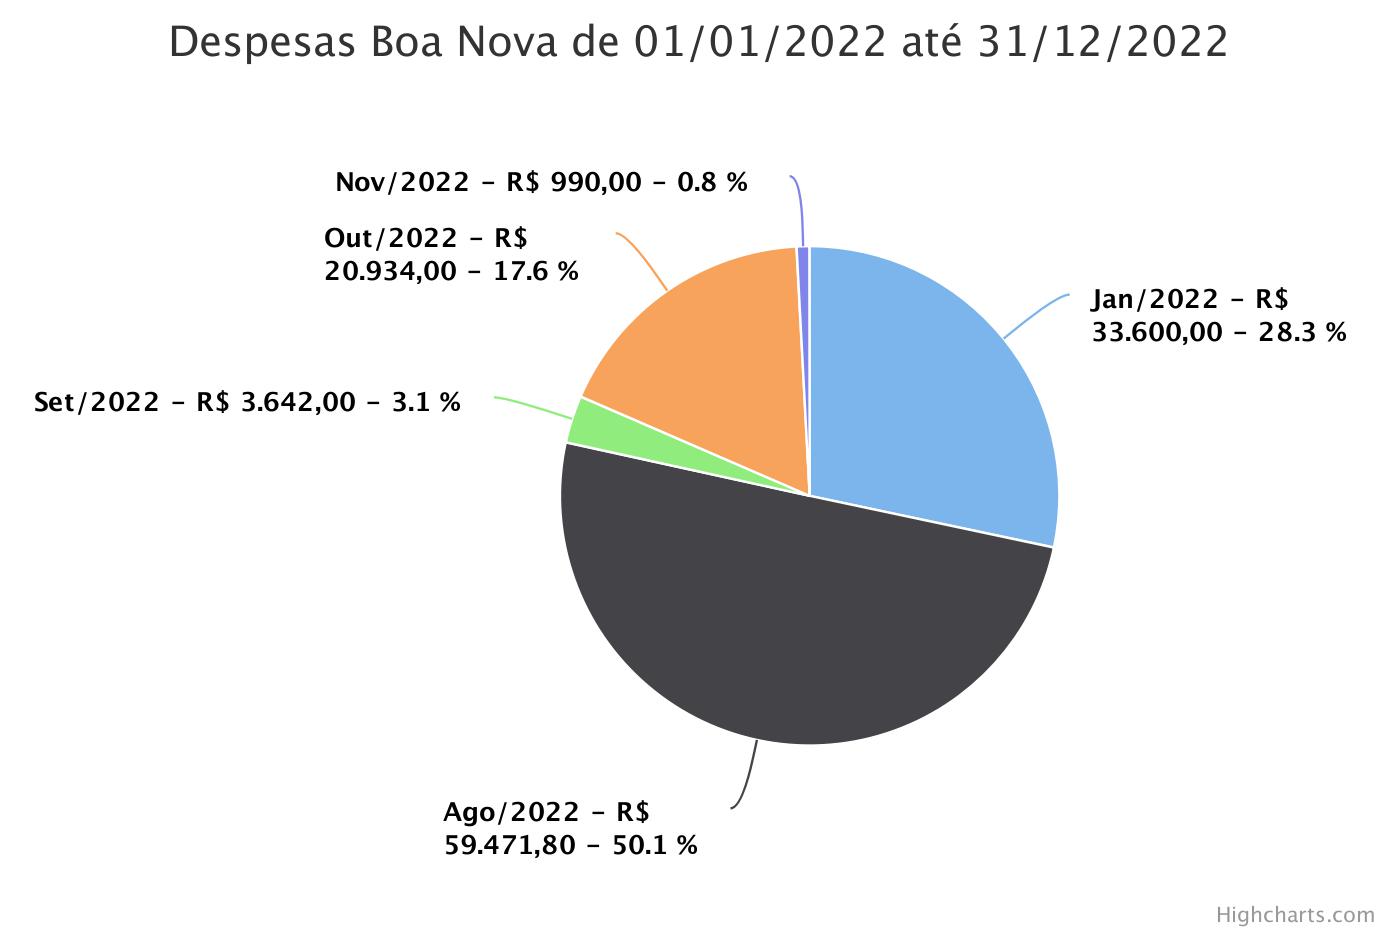 Despesas Boa Nova de 01/01/2022 até 31/12/2022
Nov/2022 – R$ 990,00 – 0.8 %
Out/2022 – R$
20.934,00 – 17.6 %
Jan/2022 – R$
33.600,00 – 28.3 %
Set/2022 – R$ 3.642,00 – 3.1 %
Ago/2022 – R$
59.471,80 – 50.1 %
Highcharts.com